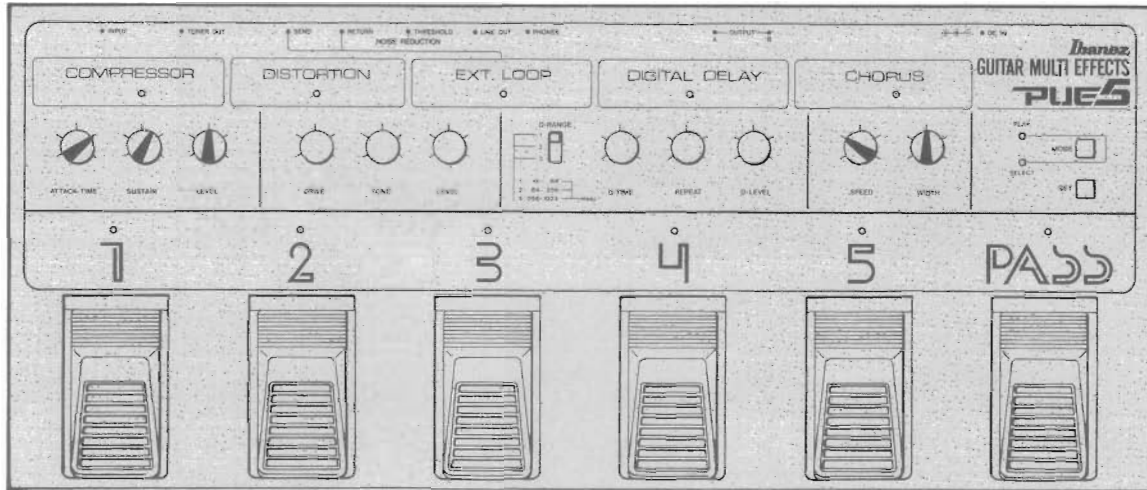 INPUT TUNER OUT SEND RETURN THRESHOLD LINE OUT PHONES A OUTPUT B DC IN
NOISE REDUCTION
Ibanez
GUITAR MULTI EFFECTS
PUE5
COMPRESSOR DISTORTION EXT. LOOP DIGITAL DELAY CHORUS
D-RANGE
PLAY
MODE
SELECT
SET
ATTACK-TIME SUSTAIN LEVEL DRIVE TONE LEVEL D-TIME REPEAT D-LEVEL SPEED WIDTH
1 2 3 4 5 PASS